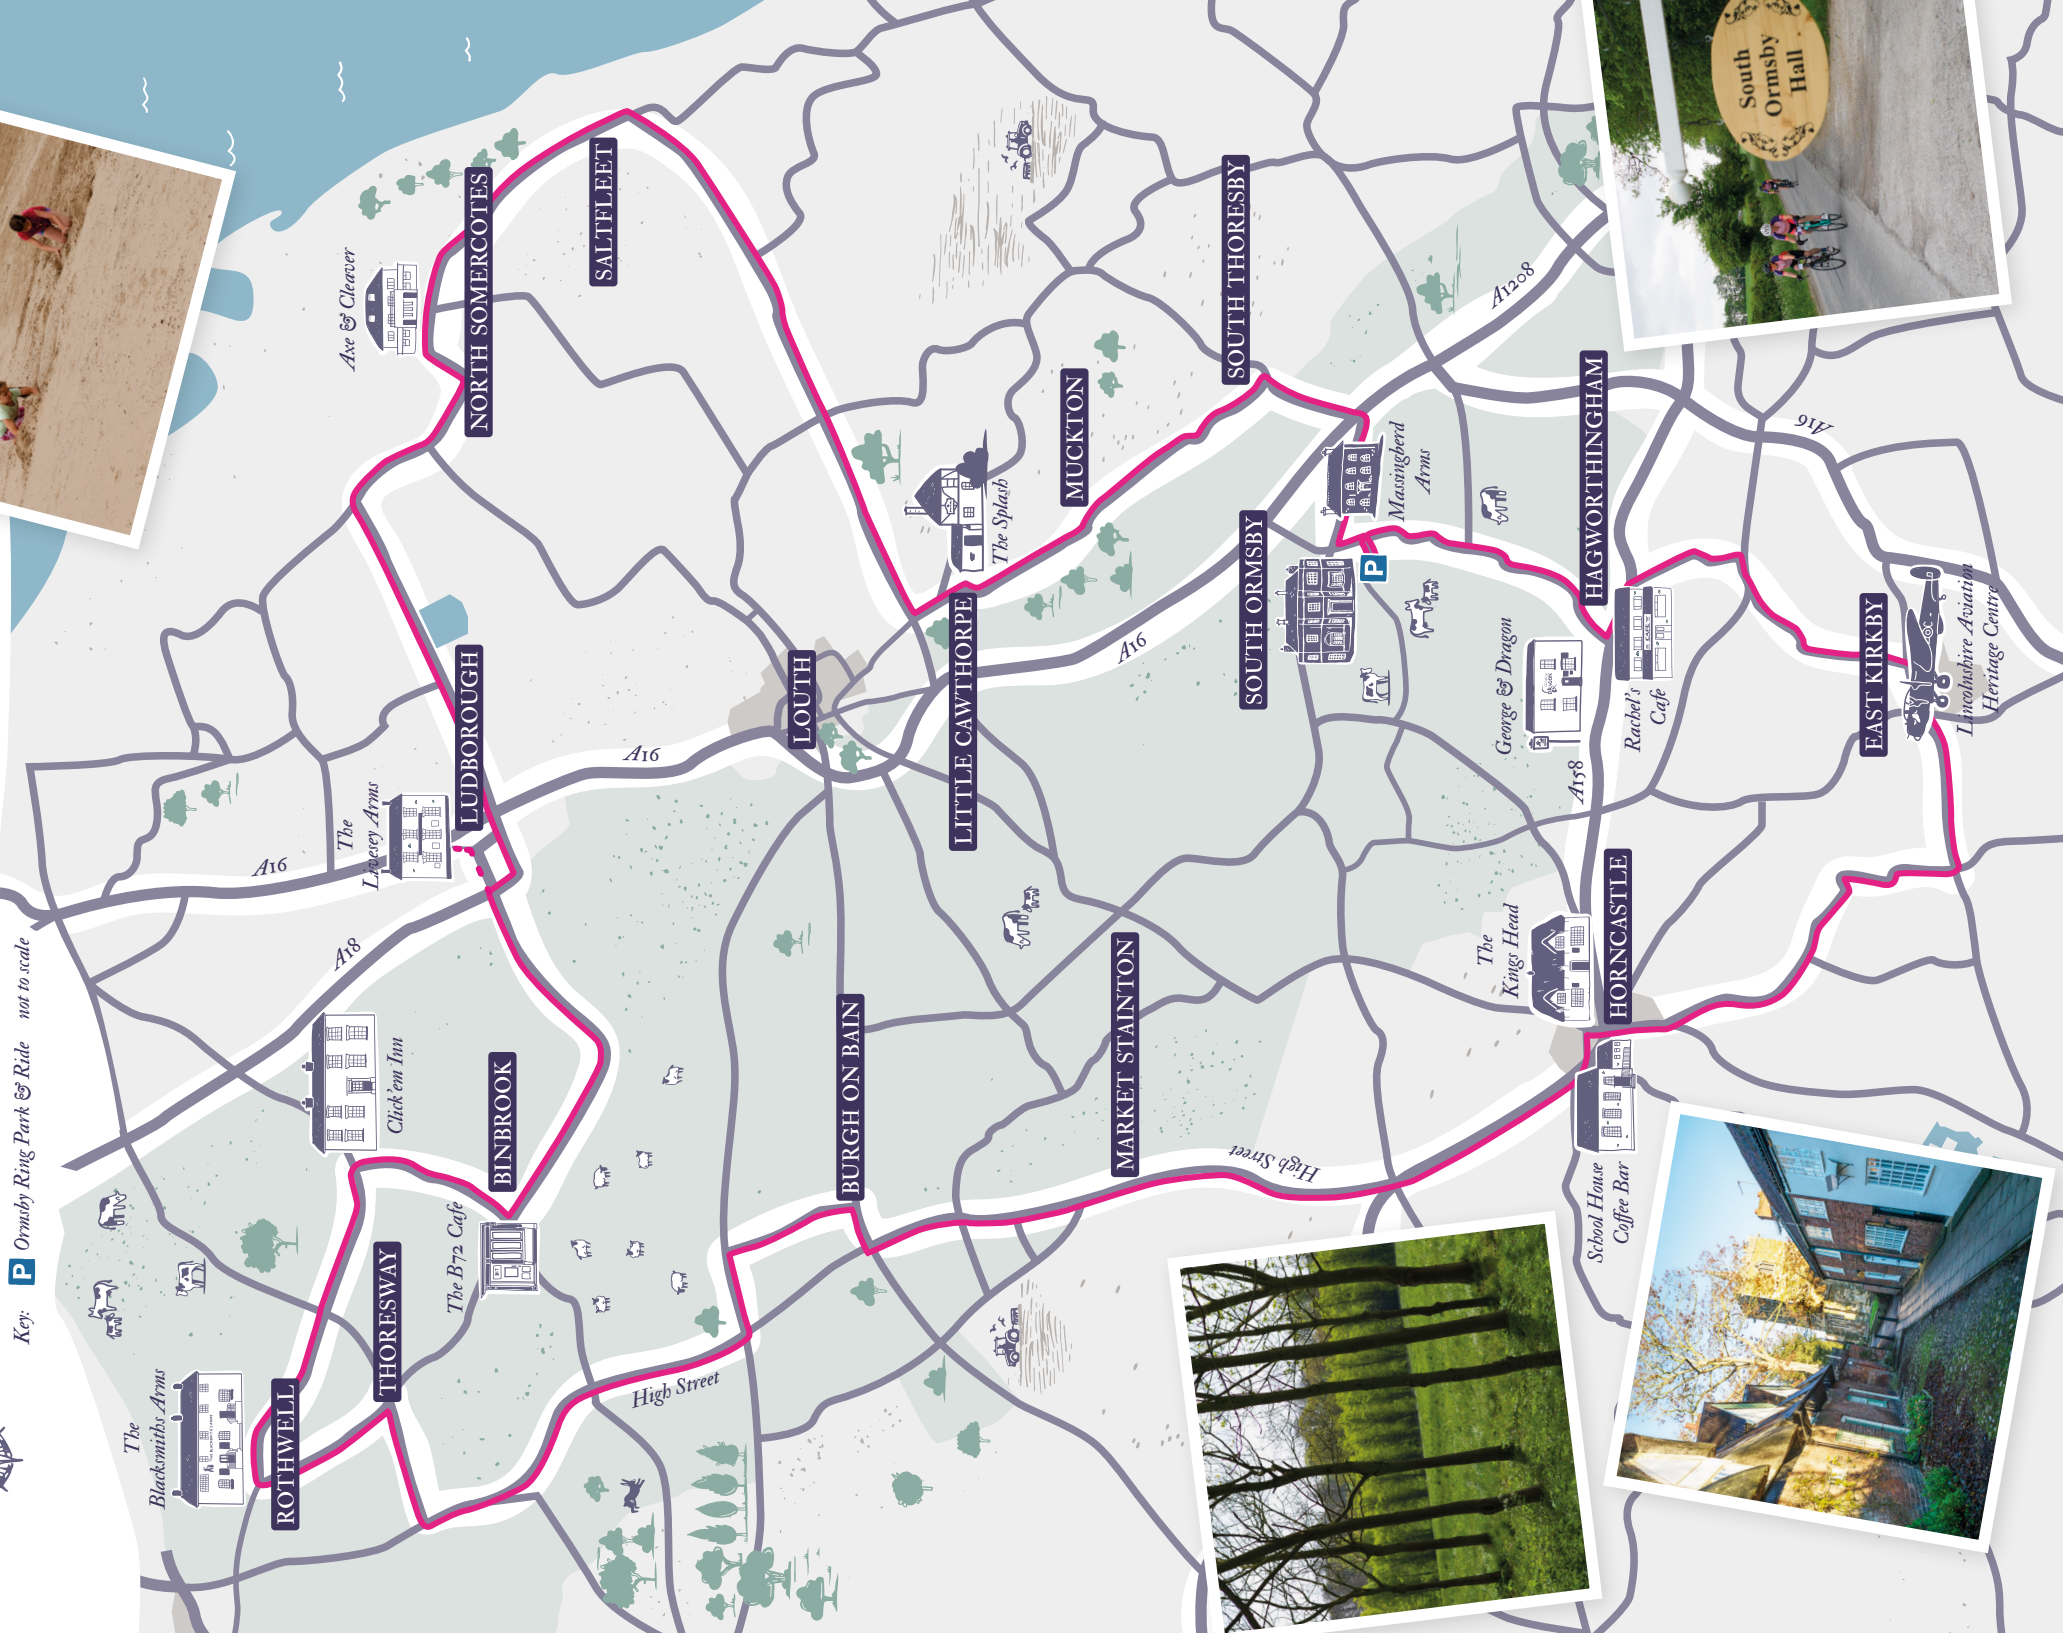 Key:
P
Ormsby Ring Park & Ride
not to scale
The
Blacksmiths Arms
ROTHWELL
THORESWAY
Click'em Inn
The B72 Cafe
BINBROOK
A18
A16
The
Livesey Arms
LUDBOROUGH
A16
Axe & Cleaver
NORTH SOMERCOTES
SALTFLEET
LOUTH
High Street
BURGH ON BAIN
LITTLE CAWTHORPE
The Splash
MUCKTON
A16
MARKET STAINTON
High Street
SOUTH THORESBY
SOUTH ORMSBY
P
Massingberd
Arms
A1208
George & Dragon
HAGWORTHINGHAM
Rachel's
Cafe
CAFE
A158
The
Kings Head
HORNCASTLE
School House
Coffee Bar
A16
EAST KIRKBY
Lincolnshire Aviation
Heritage Centre
South
Ormsby
Hall